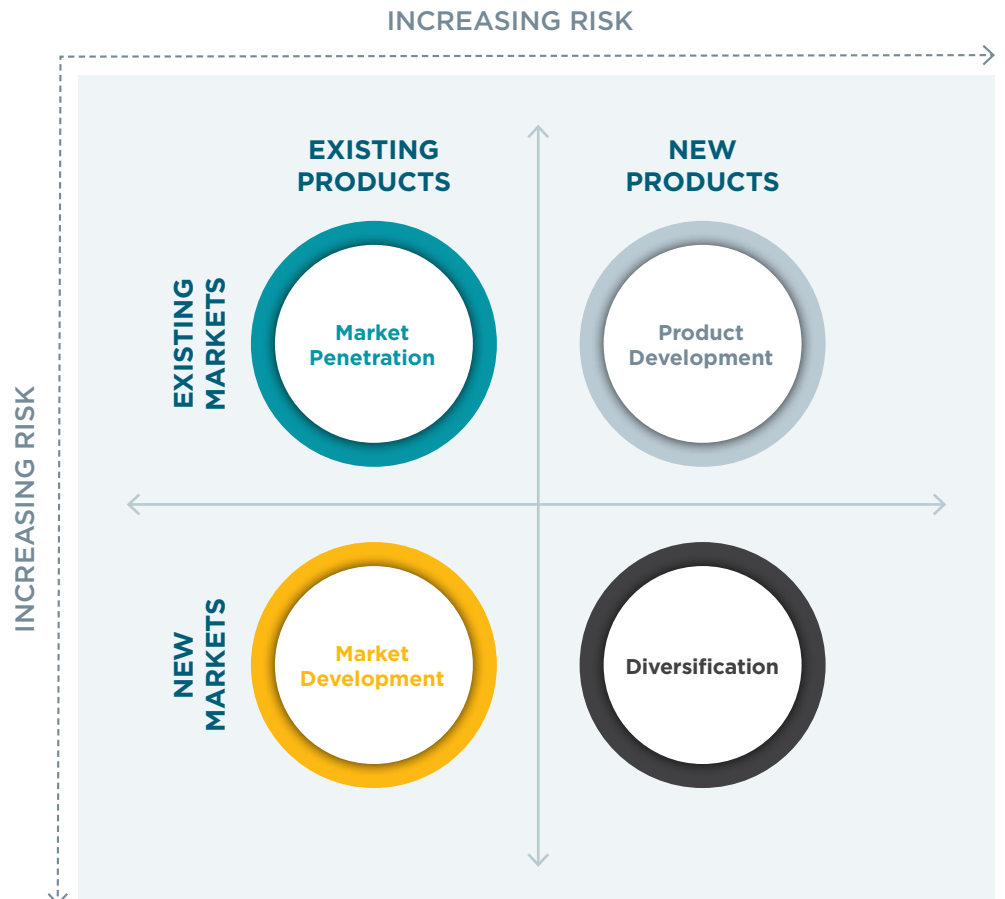 INCREASING RISK
EXISTING
PRODUCTS
NEW
PRODUCTS
EXISTING
MARKETS
Market
Penetration
Product
Development
INCREASING RISK
NEW
MARKETS
Market
Development
Diversification